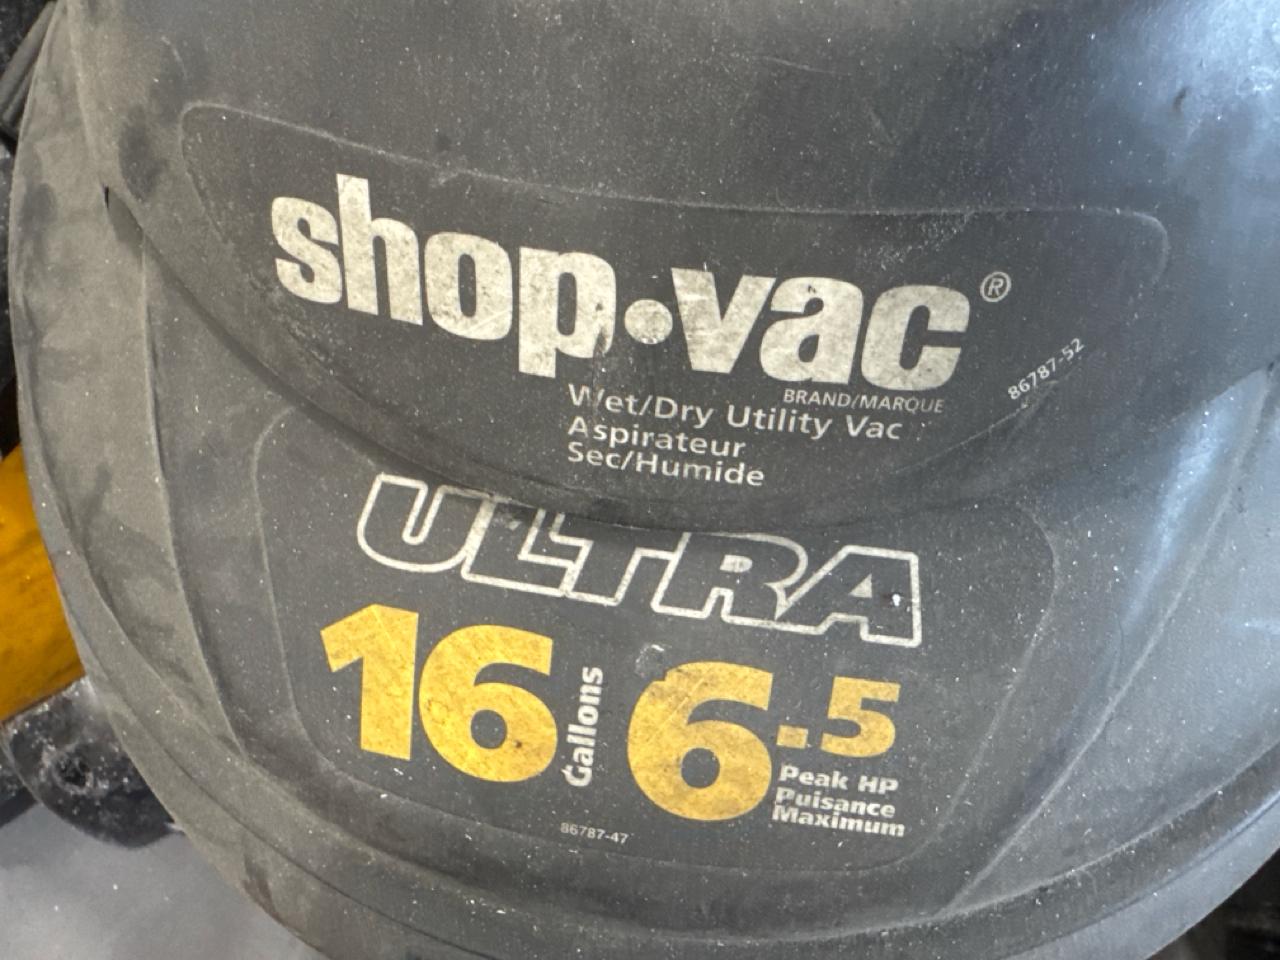 shop•vac®
BRAND/MARQUE
86787-52
Wet/Dry Utility Vac
Aspirateur
Sec/Humide
ULTRA
16 Gallons 6.5
Peak HP
Puisance
Maximum
86787-47